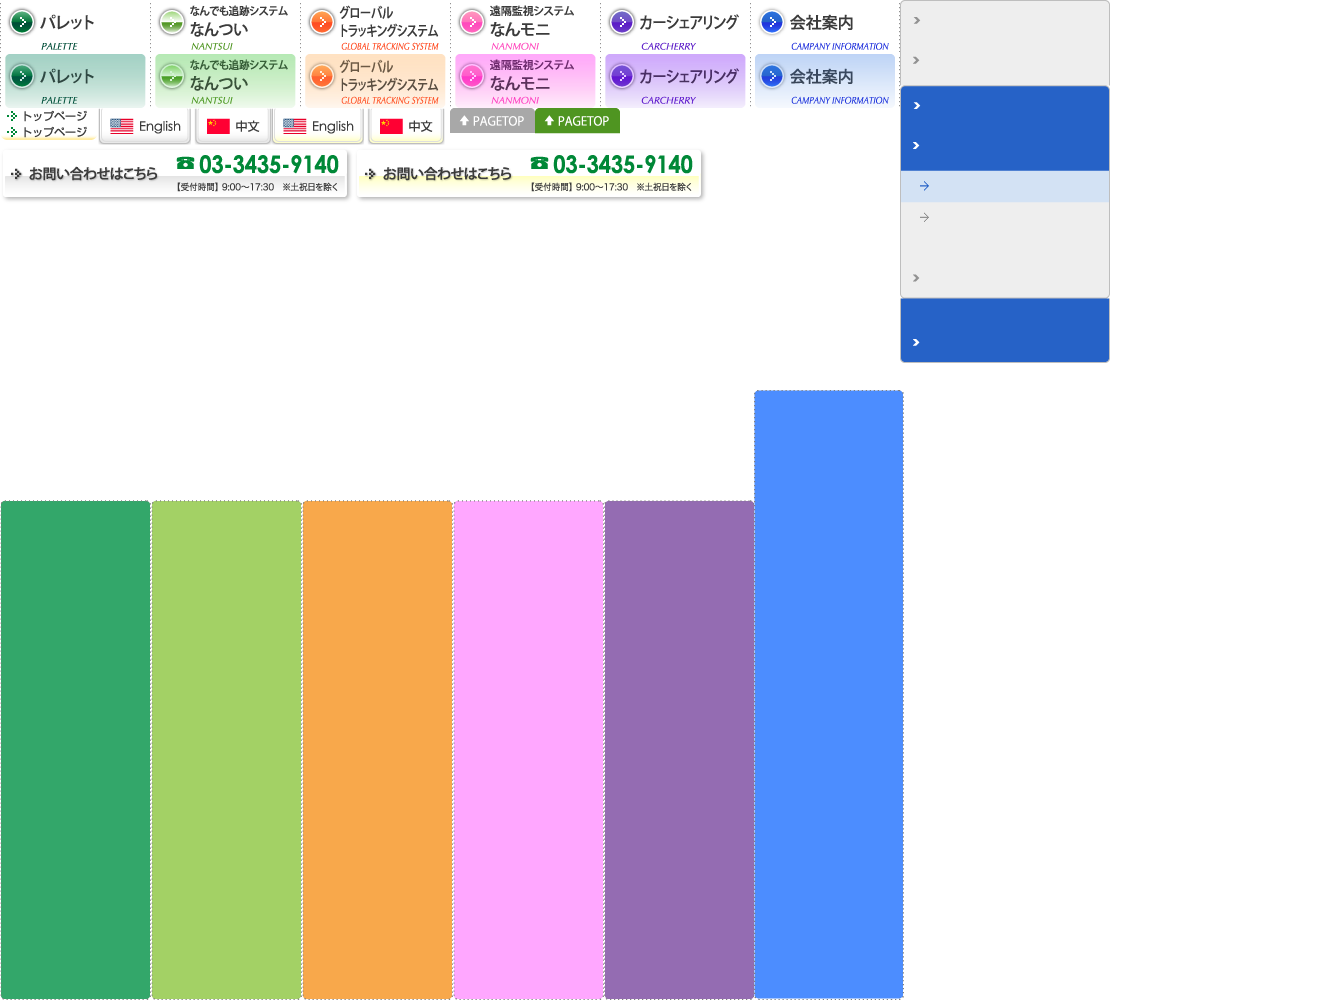 パレット
PALETTE
なんでも追跡システム
なんつい
NANTSUI
グローバル
トラッキングシステム
GLOBAL TRACKING SYSTEM
遠隔監視システム
なんモニ
NANMONI
カーシェアリング
CARCHERRY
会社案内
CAMPANY INFORMATION
パレット
PALETTE
なんでも追跡システム
なんつい
NANTSUI
グローバル
トラッキングシステム
GLOBAL TRACKING SYSTEM
遠隔監視システム
なんモニ
NANMONI
カーシェアリング
CARCHERRY
会社案内
CAMPANY INFORMATION
トップページ
トップページ
English
中文
English
中文
PAGETOP
PAGETOP
お問い合わせはこちら
03-3435-9140
【受付時間】9:00〜17:30 ※土祝日を除く
お問い合わせはこちら
03-3435-9140
【受付時間】9:00〜17:30 ※土祝日を除く